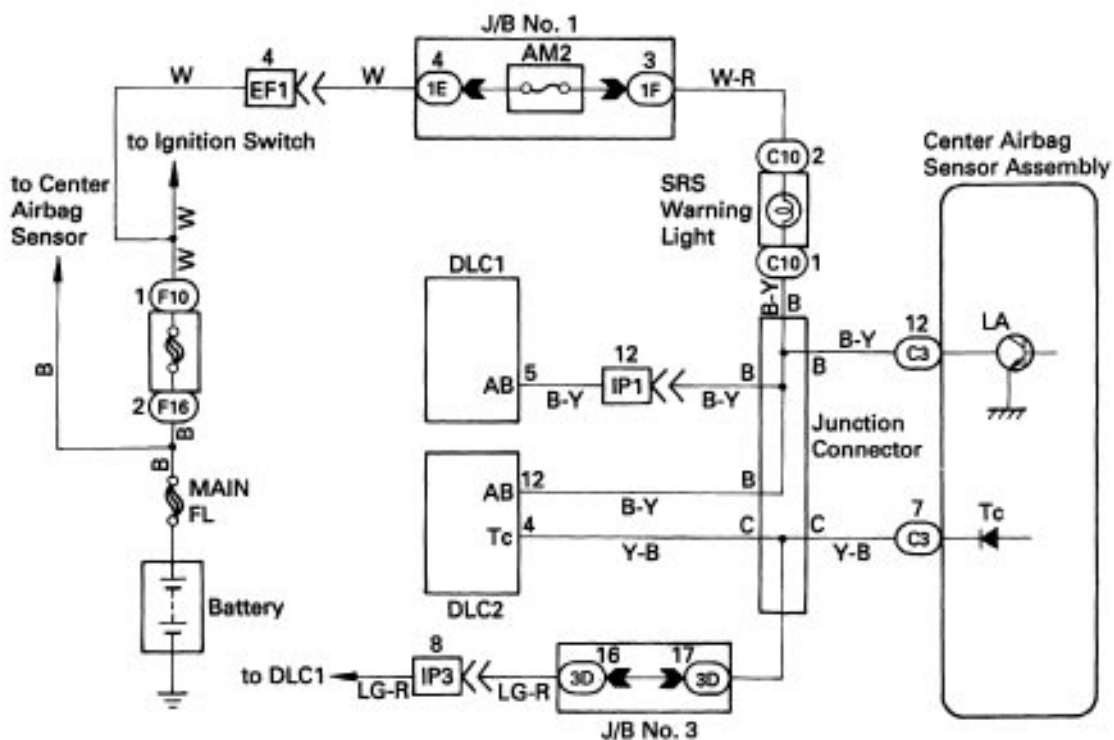 J/B No. 1
4
EF1
W
W
4
1E
AM2
3
1F
W-R
to Ignition Switch
to Center
Airbag
Sensor
W
W
1
F10
2
F16
B
B
B
MAIN
FL
Battery
C10
2
SRS
Warning
Light
C10
1
B-Y
B
Center Airbag
Sensor Assembly
DLC1
AB
5
B-Y
12
IP1
B-Y
B
B-Y
B
12
C3
LA
Junction
Connector
AB
12
B-Y
B
Tc
4
Y-B
C
C
Y-B
7
C3
Tc
DLC2
to DLC1
LG-R
8
IP3
LG-R
16
3D
17
3D
J/B No. 3